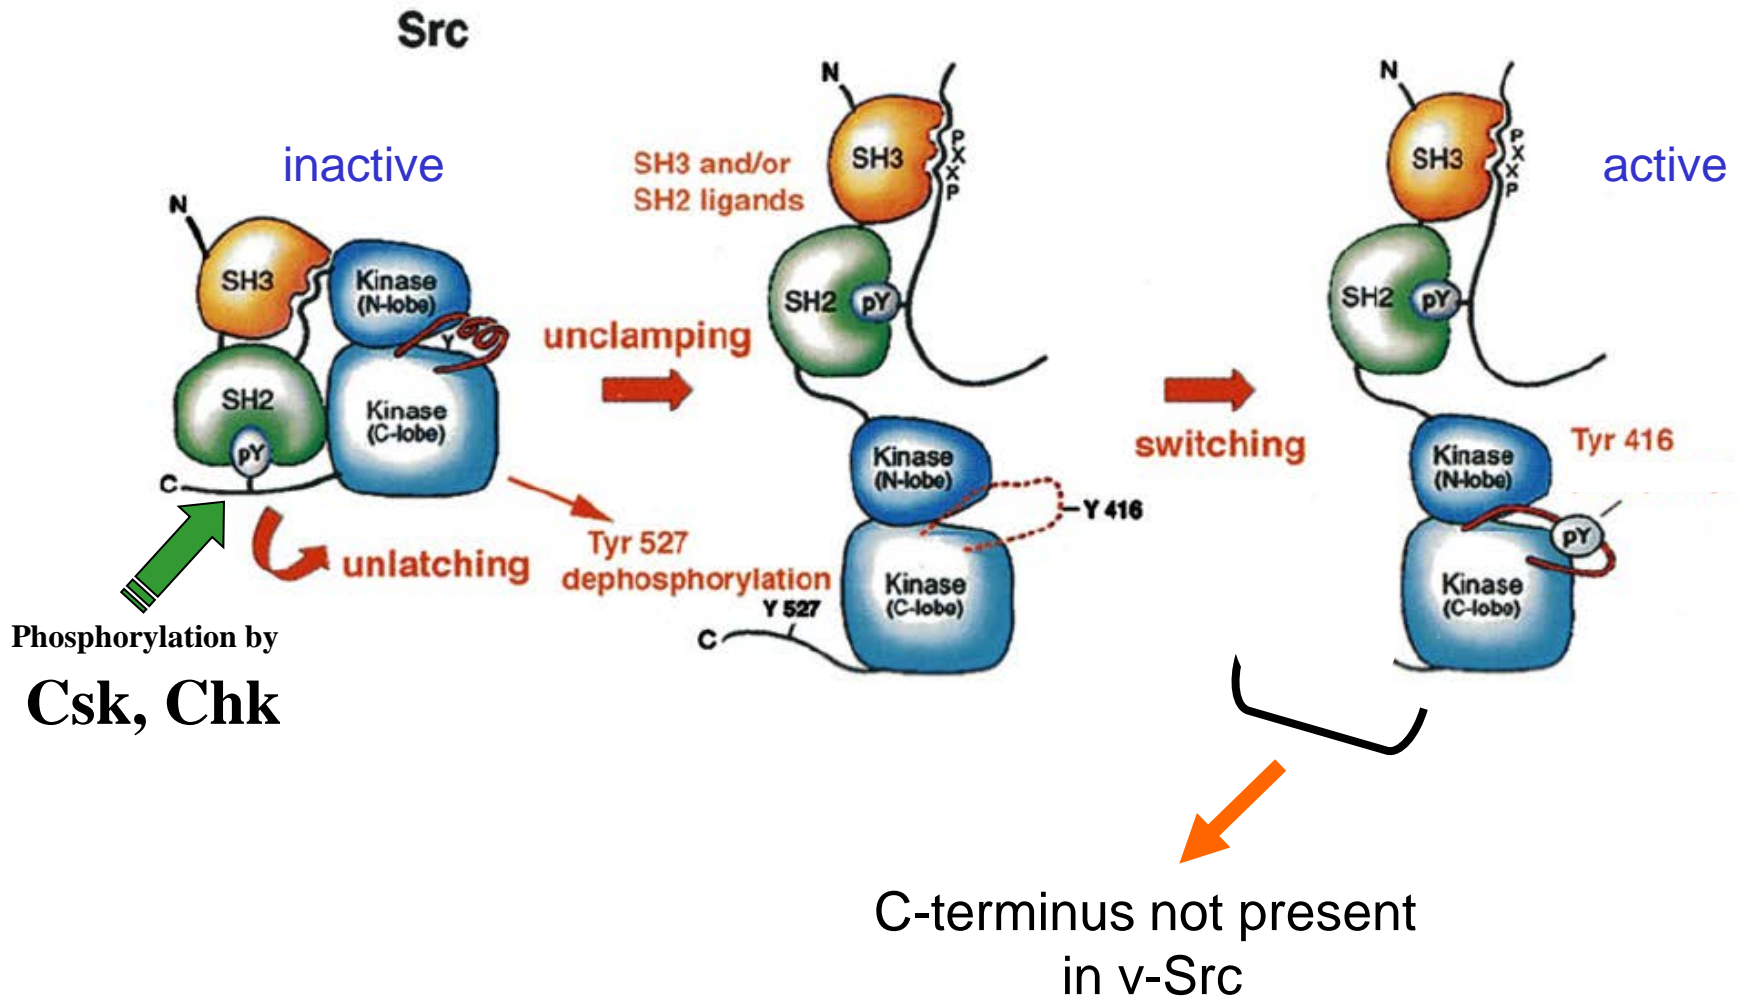 Src
inactive
N
SH3
Kinase
(N-lobe)
Y
SH2
Kinase
(C-lobe)
pY
C
unlatching
Phosphorylation by
Csk, Chk
Tyr 527
dephosphorylation
unclamping
SH3 and/or
SH2 ligands
N
SH3
P
X
X
P
SH2
pY
Kinase
(N-lobe)
Y 416
Kinase
(C-lobe)
Y 527
C
switching
active
N
SH3
P
X
X
P
SH2
pY
Tyr 416
Kinase
(N-lobe)
pY
Kinase
(C-lobe)
C-terminus not present
in v-Src